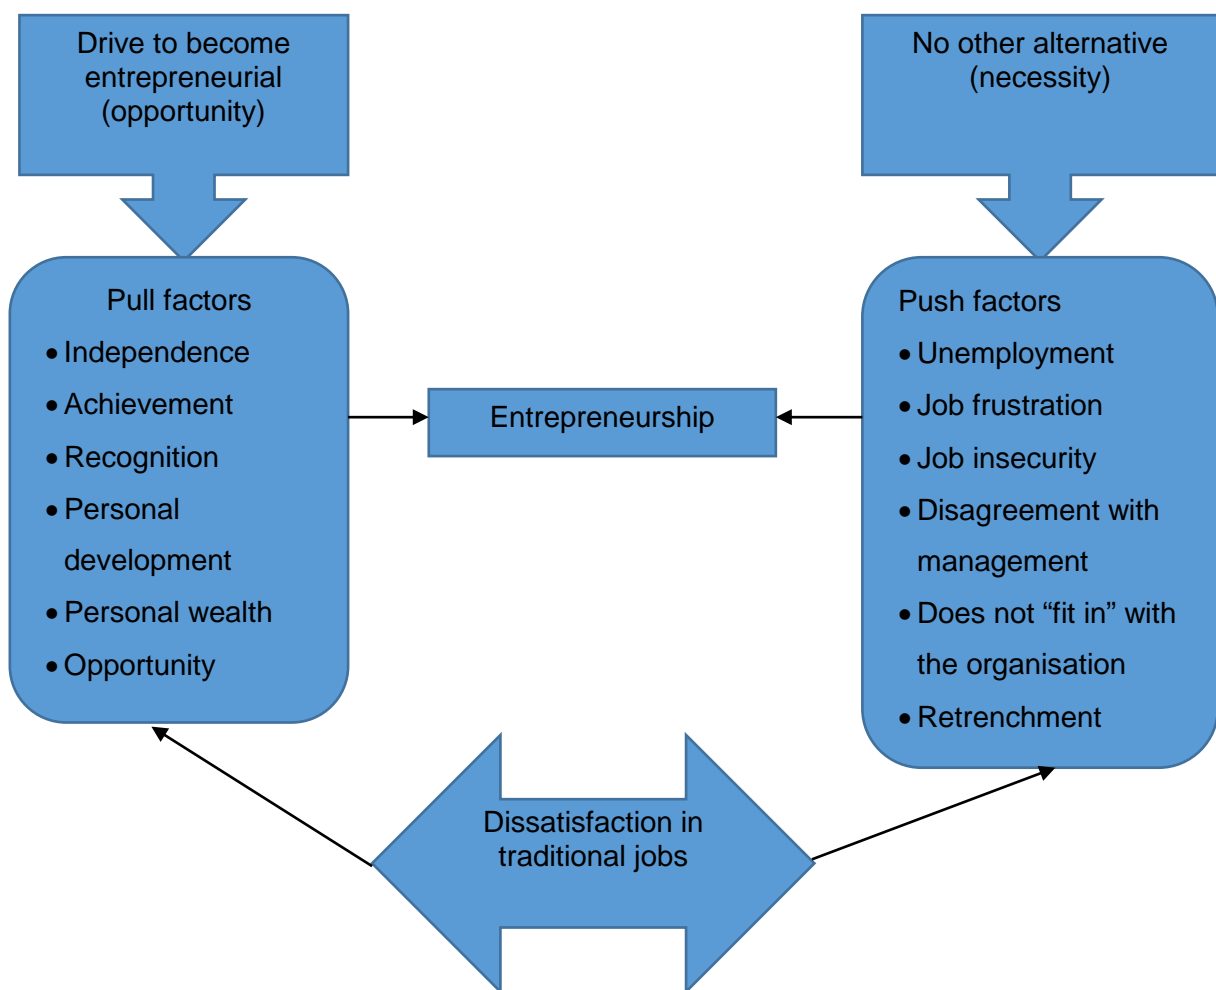 Drive to become
entrepreneurial
(opportunity)
No other alternative
(necessity)
Pull factors
• Independence
• Achievement
• Recognition
• Personal
development
• Personal wealth
• Opportunity
Entrepreneurship
Push factors
• Unemployment
• Job frustration
• Job insecurity
• Disagreement with
management
• Does not “fit in” with
the organisation
• Retrenchment
Dissatisfaction in
traditional jobs